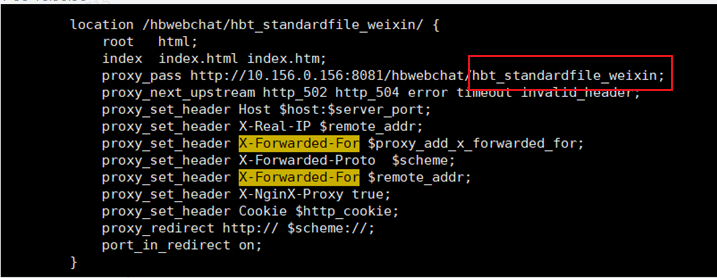 location /hbwebchat/hbt_standardfile_weixin/ {
root html;
index index.html index.htm;
proxy_pass http://10.156.0.156:8081/hbwebchat/hbt_standardfile_weixin;
proxy_next_upstream http_502 http_504 error timeout invalid_header;
proxy_set_header Host $host:$server_port;
proxy_set_header X-Real-IP $remote_addr;
proxy_set_header X-Forwarded-For $proxy_add_x_forwarded_for;
proxy_set_header X-Forwarded-Proto $scheme;
proxy_set_header X-Forwarded-For $remote_addr;
proxy_set_header X-NginX-Proxy true;
proxy_set_header Cookie $http_cookie;
proxy_redirect http:// $scheme://;
port_in_redirect on;
}